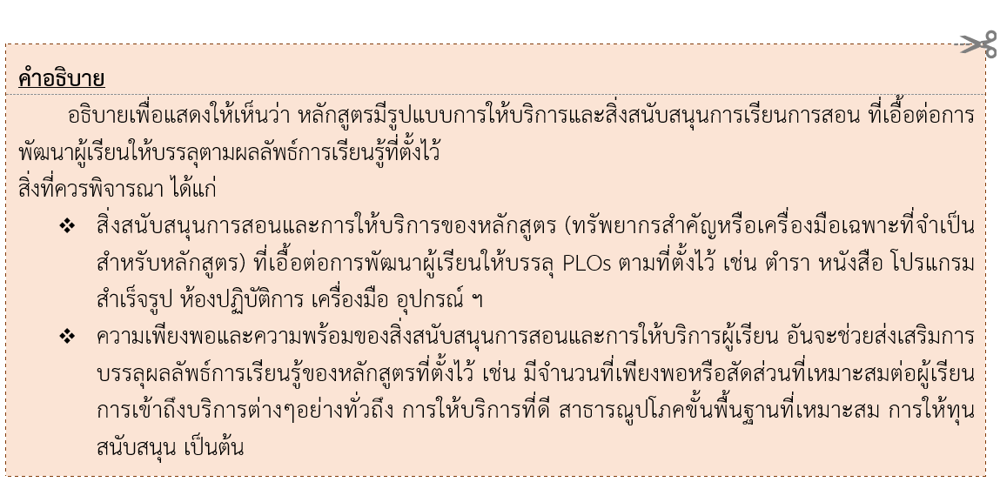 คำอธิบาย
อธิบายเพื่อแสดงให้เห็นว่า หลักสูตรมีรูปแบบการให้บริการและสิ่งสนับสนุนการเรียนการสอน ที่เอื้อต่อการ
พัฒนาผู้เรียนให้บรรลุตามผลลัพธ์การเรียนรู้ที่ตั้งไว้
สิ่งที่ควรพิจารณา ได้แก่
❖ สิ่งสนับสนุนการสอนและการให้บริการของหลักสูตร (ทรัพยากรสำคัญหรือเครื่องมือเฉพาะที่จำเป็น
สำหรับหลักสูตร) ที่เอื้อต่อการพัฒนาผู้เรียนให้บรรลุ PLOs ตามที่ตั้งไว้ เช่น ตำรา หนังสือ โปรแกรม
สำเร็จรูป ห้องปฏิบัติการ เครื่องมือ อุปกรณ์ ฯ
❖ ความเพียงพอและความพร้อมของสิ่งสนับสนุนการสอนและการให้บริการผู้เรียน อันจะช่วยส่งเสริมการ
บรรลุผลลัพธ์การเรียนรู้ของหลักสูตรที่ตั้งไว้ เช่น มีจำนวนที่เพียงพอหรือสัดส่วนที่เหมาะสมต่อผู้เรียน
การเข้าถึงบริการต่างๆอย่างทั่วถึง การให้บริการที่ดี สาธารณูปโภคขั้นพื้นฐานที่เหมาะสม การให้ทุน
สนับสนุน เป็นต้น